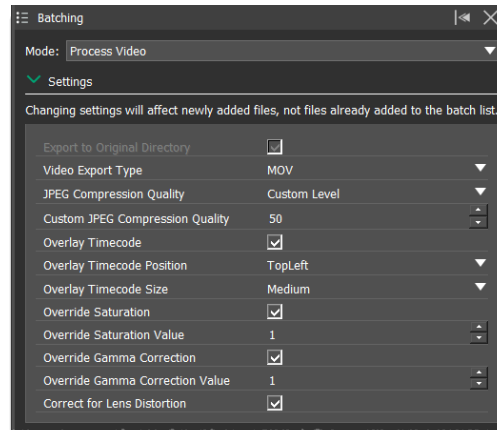 Batching
Mode: Process Video
Settings
Changing settings will affect newly added files, not files already added to the batch list.
Export to Original Directory
Video Export Type MOV
JPEG Compression Quality Custom Level
Custom JPEG Compression Quality 50
Overlay Timecode
Overlay Timecode Position TopLeft
Overlay Timecode Size Medium
Override Saturation
Override Saturation Value 1
Override Gamma Correction
Override Gamma Correction Value 1
Correct for Lens Distortion